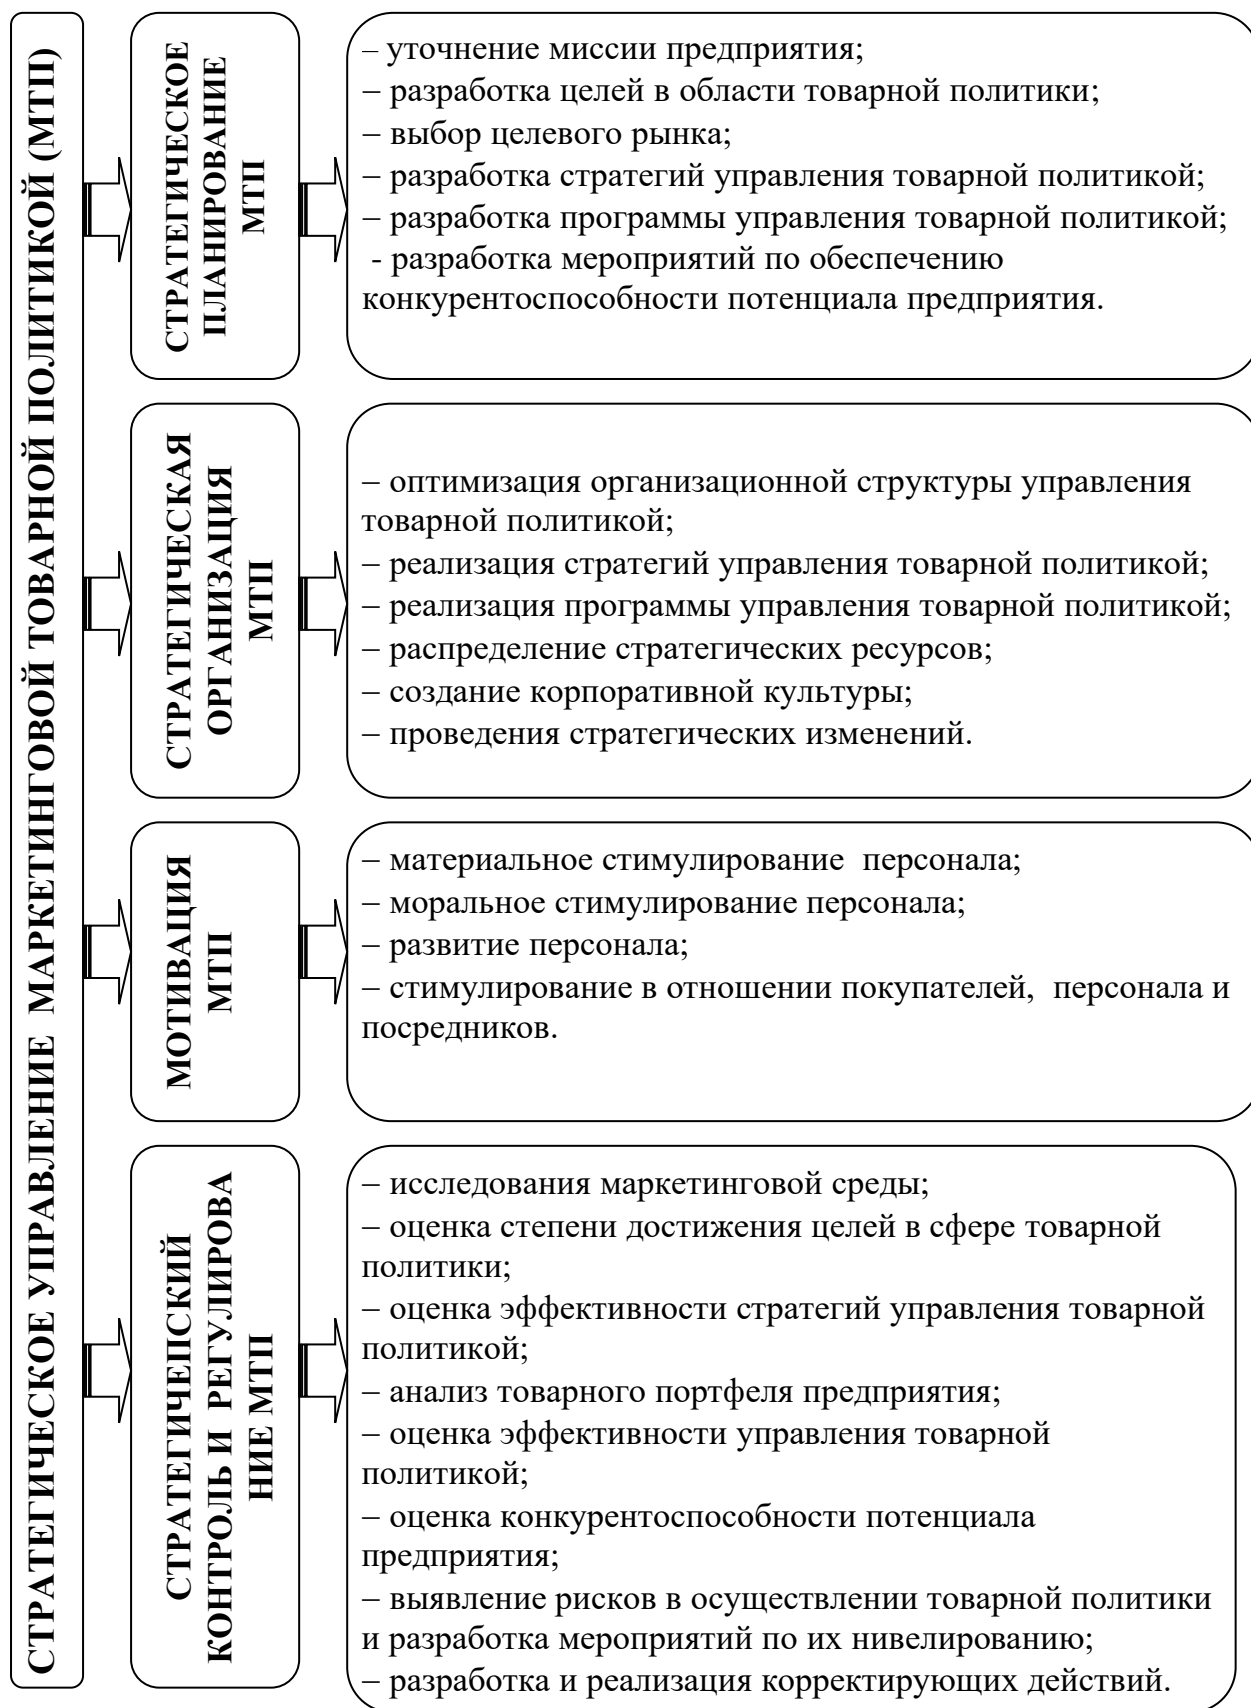 СТРАТЕГИЧЕСКОЕ УПРАВЛЕНИЕ МАРКЕТИНГОВОЙ ТОВАРНОЙ ПОЛИТИКОЙ (МТП)
СТРАТЕГИЧЕСКОЕ
ПЛАНИРОВАНИЕ
МТП
– уточнение миссии предприятия;
– разработка целей в области товарной политики;
– выбор целевого рынка;
– разработка стратегий управления товарной политикой;
– разработка программы управления товарной политикой;
- разработка мероприятий по обеспечению
конкурентоспособности потенциала предприятия.
СТРАТЕГИЧЕСКАЯ
ОРГАНИЗАЦИЯ
МТП
– оптимизация организационной структуры управления
товарной политикой;
– реализация стратегий управления товарной политикой;
– реализация программы управления товарной политикой;
– распределение стратегических ресурсов;
– создание корпоративной культуры;
– проведения стратегических изменений.
МОТИВАЦИЯ
МТП
– материальное стимулирование персонала;
– моральное стимулирование персонала;
– развитие персонала;
– стимулирование в отношении покупателей, персонала и
посредников.
СТРАТЕГИЧЕПСКИЙ
КОНТРОЛЬ И РЕГУЛИРОВА
НИЕ МТП
– исследования маркетинговой среды;
– оценка степени достижения целей в сфере товарной
политики;
– оценка эффективности стратегий управления товарной
политикой;
– анализ товарного портфеля предприятия;
– оценка эффективности управления товарной
политикой;
– оценка конкурентоспособности потенциала
предприятия;
– выявление рисков в осуществлении товарной политики
и разработка мероприятий по их нивелированию;
– разработка и реализация корректирующих действий.